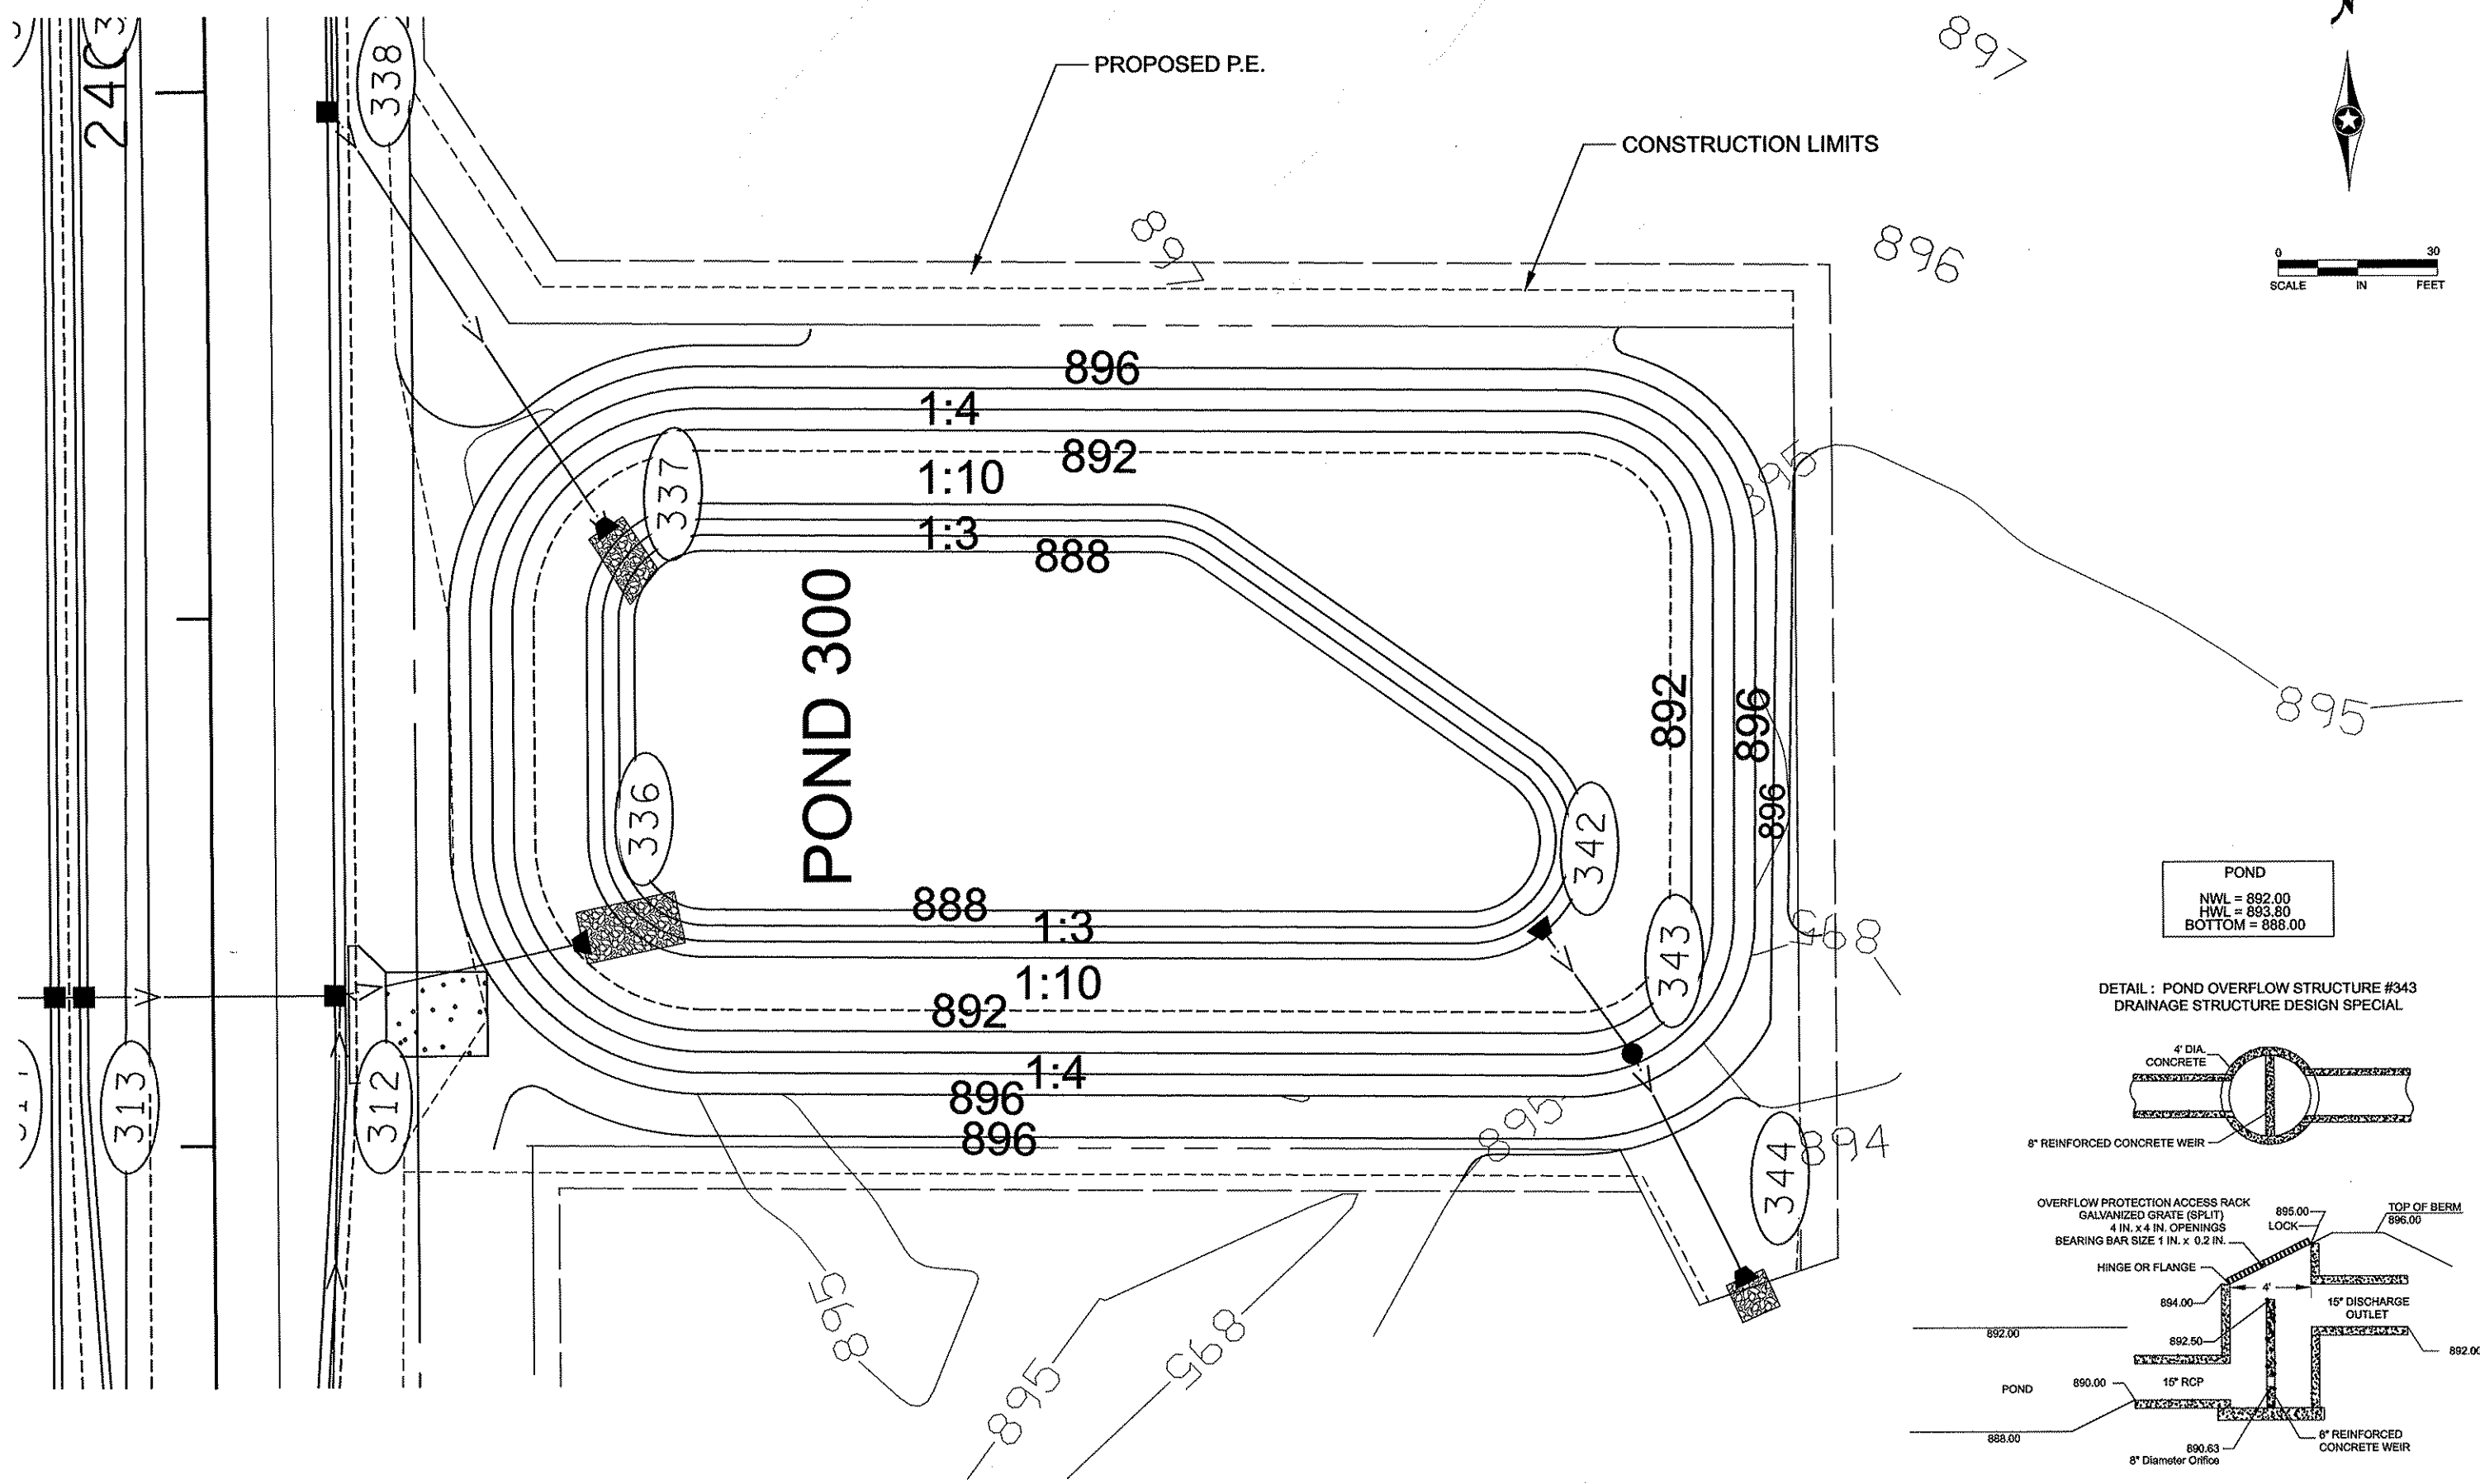 N
897
PROPOSED P.E.
CONSTRUCTION LIMITS
338
240
897
896
0 30
SCALE IN FEET
896
1:4
892
1:10
337
1:3
888
895
POND 300
892
896
896
895
336
342
343
888
1:3
1:10
892
1:4
896
896
895
895
894
344
313
312
895
895
895
POND
NWL = 892.00
HWL = 893.80
BOTTOM = 888.00
DETAIL : POND OVERFLOW STRUCTURE #343
DRAINAGE STRUCTURE DESIGN SPECIAL
4' DIA.
CONCRETE
8" REINFORCED CONCRETE WEIR
OVERFLOW PROTECTION ACCESS RACK
GALVANIZED GRATE (SPLIT)
4 IN. x 4 IN. OPENINGS
BEARING BAR SIZE 1 IN. x 0.2 IN.
895.00
LOCK
TOP OF BERM
896.00
HINGE OR FLANGE
4'
894.00
15" DISCHARGE
OUTLET
892.00
892.50
892.00
890.00
15" RCP
POND
888.00
890.63
8" Diameter Orifice
REINFORCED
CONCRETE WEIR